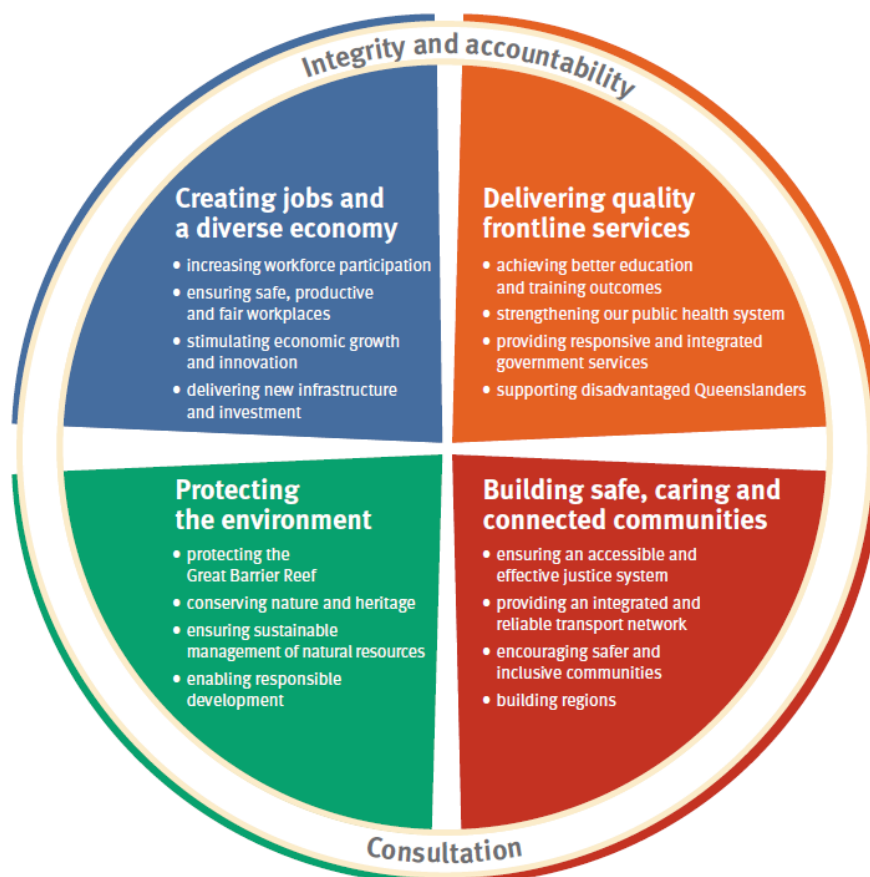 Integrity and accountability
Creating jobs and
a diverse economy
• increasing workforce participation
• ensuring safe, productive
and fair workplaces
• stimulating economic growth
and innovation
• delivering new infrastructure
and investment
Delivering quality
frontline services
• achieving better education
and training outcomes
• strengthening our public health system
• providing responsive and integrated
government services
• supporting disadvantaged Queenslanders
Protecting
the environment
• protecting the
Great Barrier Reef
• conserving nature and heritage
• ensuring sustainable
management of natural resources
• enabling responsible
development
Building safe, caring and
connected communities
• ensuring an accessible and
effective justice system
• providing an integrated and
reliable transport network
• encouraging safer and
inclusive communities
• building regions
Consultation